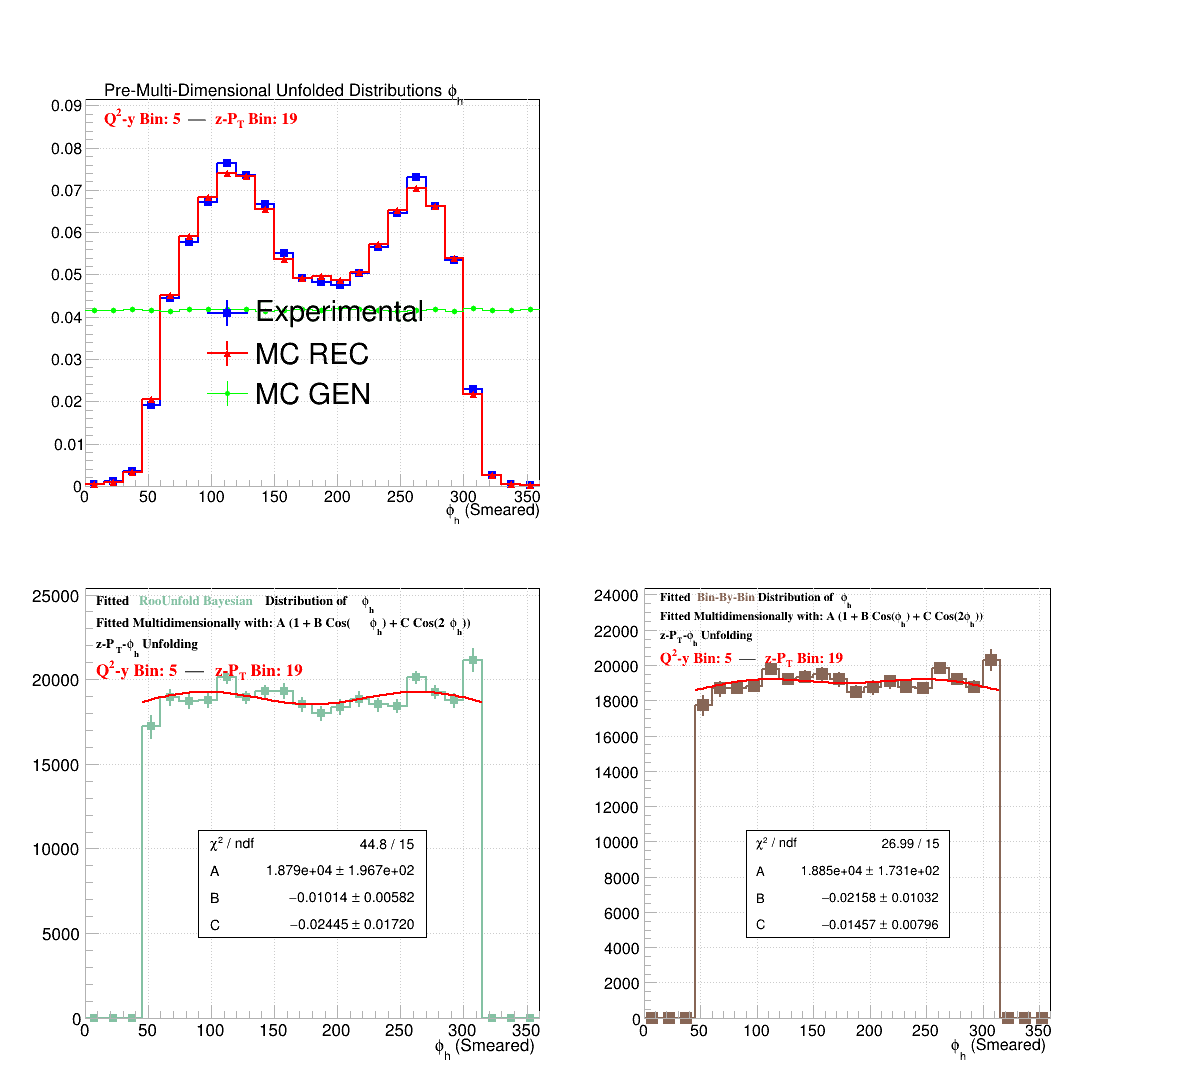 Pre-Multi-Dimensional Unfolded Distributions ϕh
0.09
Q2-y Bin: 5 — z-PT Bin: 19
0.08
0.07
0.06
0.05
0.04
0.03
0.02
0.01
0
Experimental
MC REC
MC GEN
0 50 100 150 200 250 300 350
ϕh (Smeared)
25000
20000
15000
10000
5000
0
Fitted RooUnfold Bayesian Distribution of ϕh
Fitted Multidimensionally with: A (1 + B Cos( ϕh) + C Cos(2 ϕh))
z-PT-ϕh Unfolding
Q2-y Bin: 5 — z-PT Bin: 19
χ2 / ndf 44.8 / 15
A 1.879e+04 ± 1.967e+02
B −0.01014 ± 0.00582
C −0.02445 ± 0.01720
0 50 100 150 200 250 300 350
ϕh (Smeared)
24000
22000
20000
18000
16000
14000
12000
10000
8000
6000
4000
2000
0
Fitted Bin-By-Bin Distribution of ϕh
Fitted Multidimensionally with: A (1 + B Cos(ϕh) + C Cos(2ϕh))
z-PT-ϕh Unfolding
Q2-y Bin: 5 — z-PT Bin: 19
χ2 / ndf 26.99 / 15
A 1.885e+04 ± 1.731e+02
B −0.02158 ± 0.01032
C −0.01457 ± 0.00796
0 50 100 150 200 250 300 350
ϕh (Smeared)